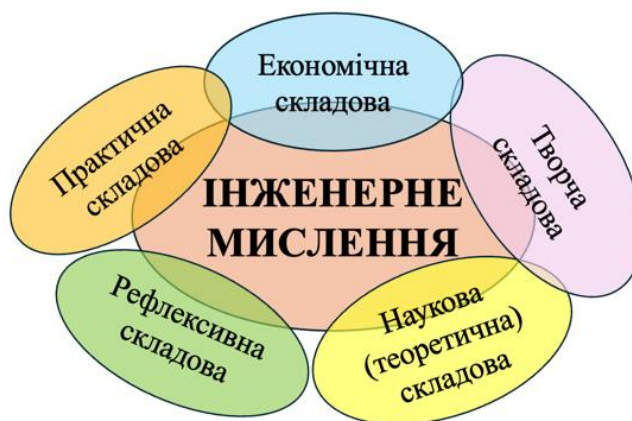 Економічна
складова
Практична
складова
Творча
складова
ІНЖЕНЕРНЕ
МИСЛЕННЯ
Рефлексивна
складова
Наукова
(теоретична)
складова